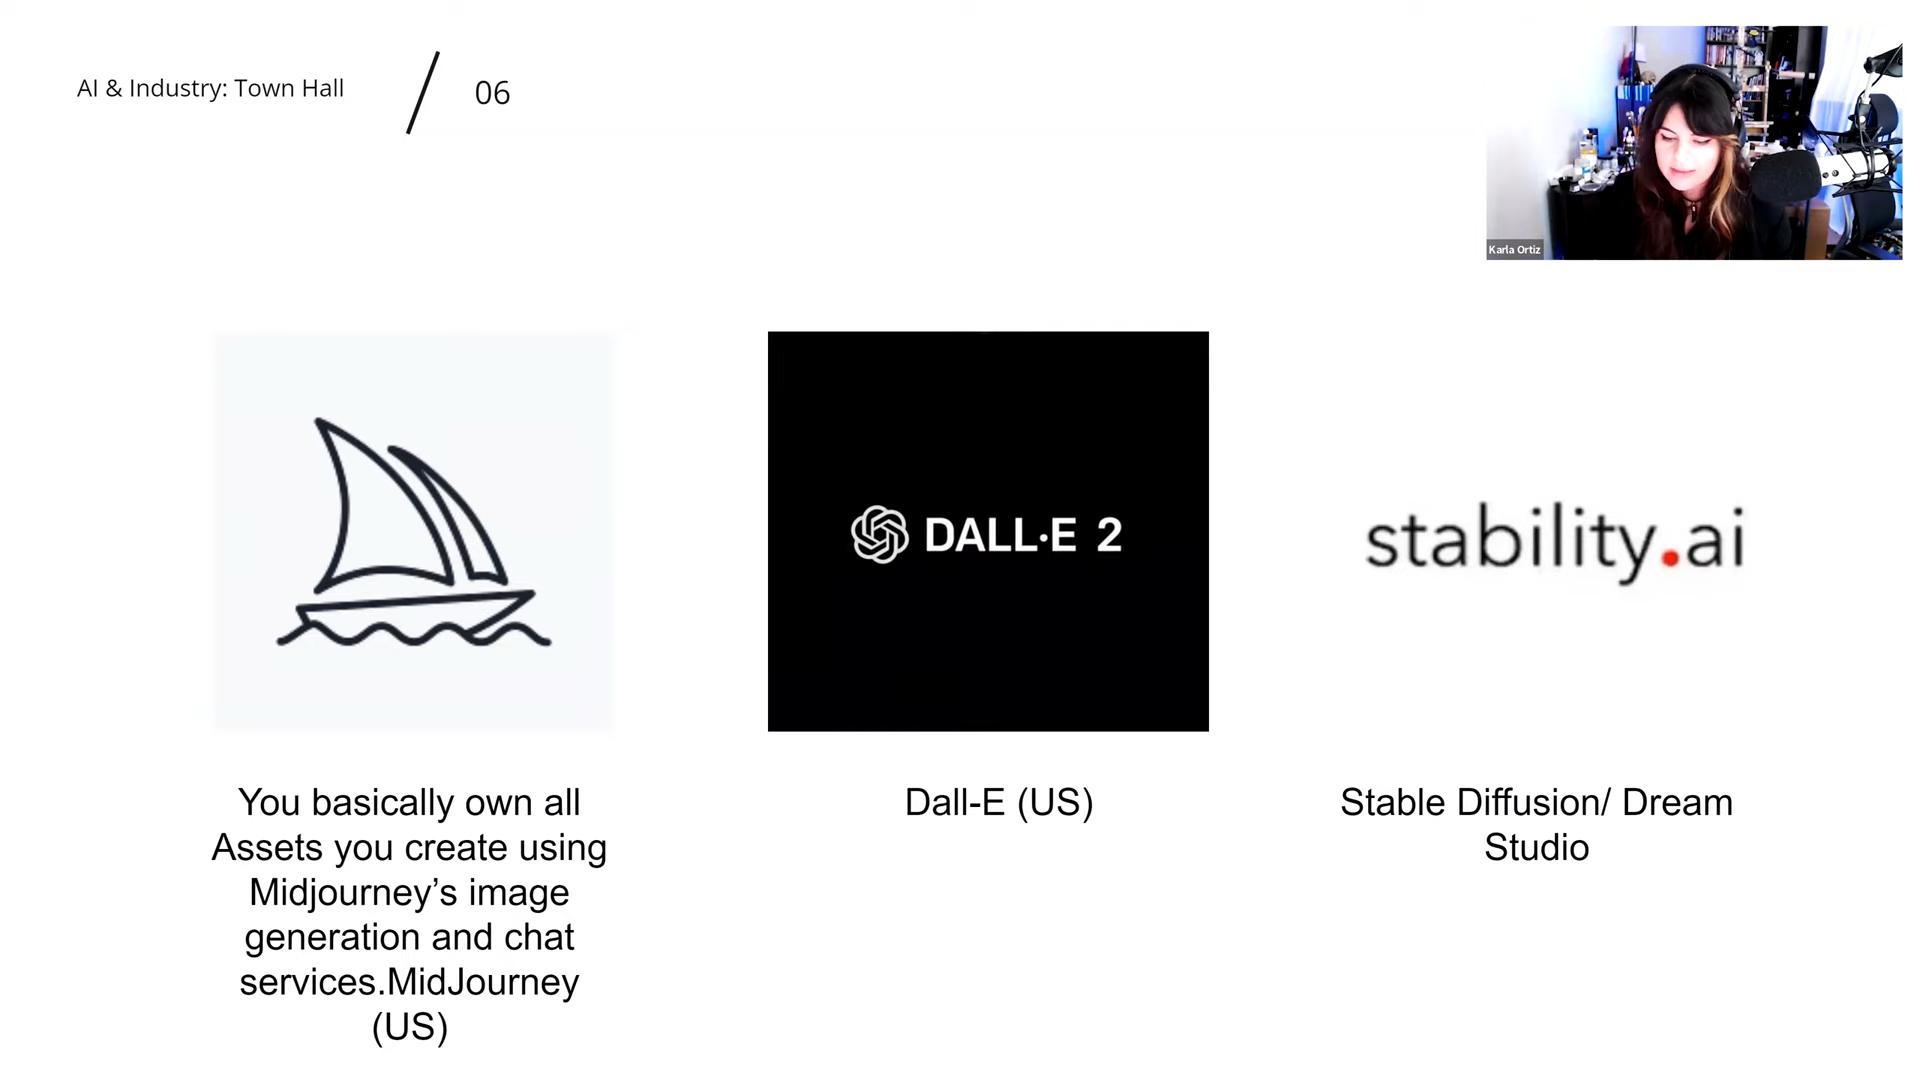 AI & Industry: Town Hall
06
Karla Ortiz
DALL·E 2
stability.ai
You basically own all
Assets you create using
Midjourney’s image
generation and chat
services.MidJourney
(US)
Dall-E (US)
Stable Diffusion/ Dream
Studio